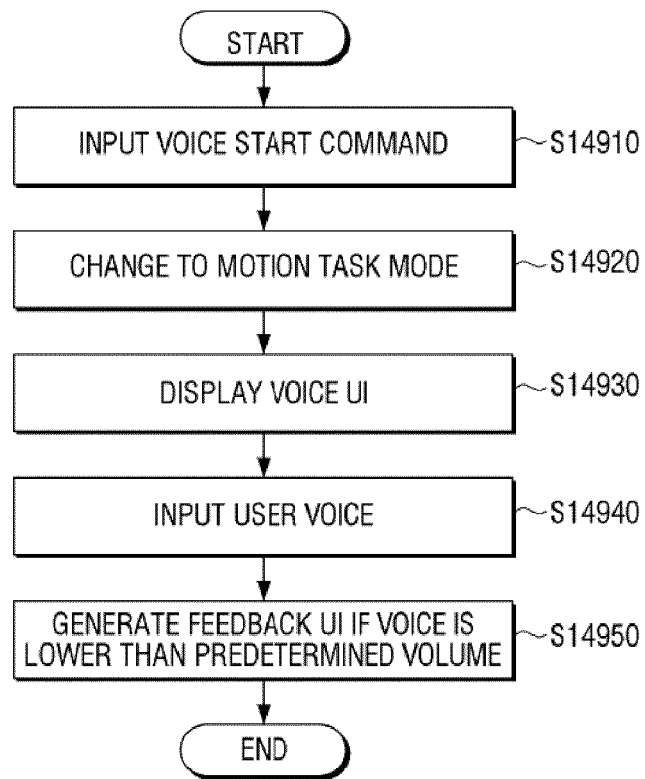 START
INPUT VOICE START COMMAND
S14910
CHANGE TO MOTION TASK MODE
S14920
DISPLAY VOICE UI
S14930
INPUT USER VOICE
S14940
GENERATE FEEDBACK UI IF VOICE IS
LOWER THAN PREDETERMINED VOLUME
S14950
END